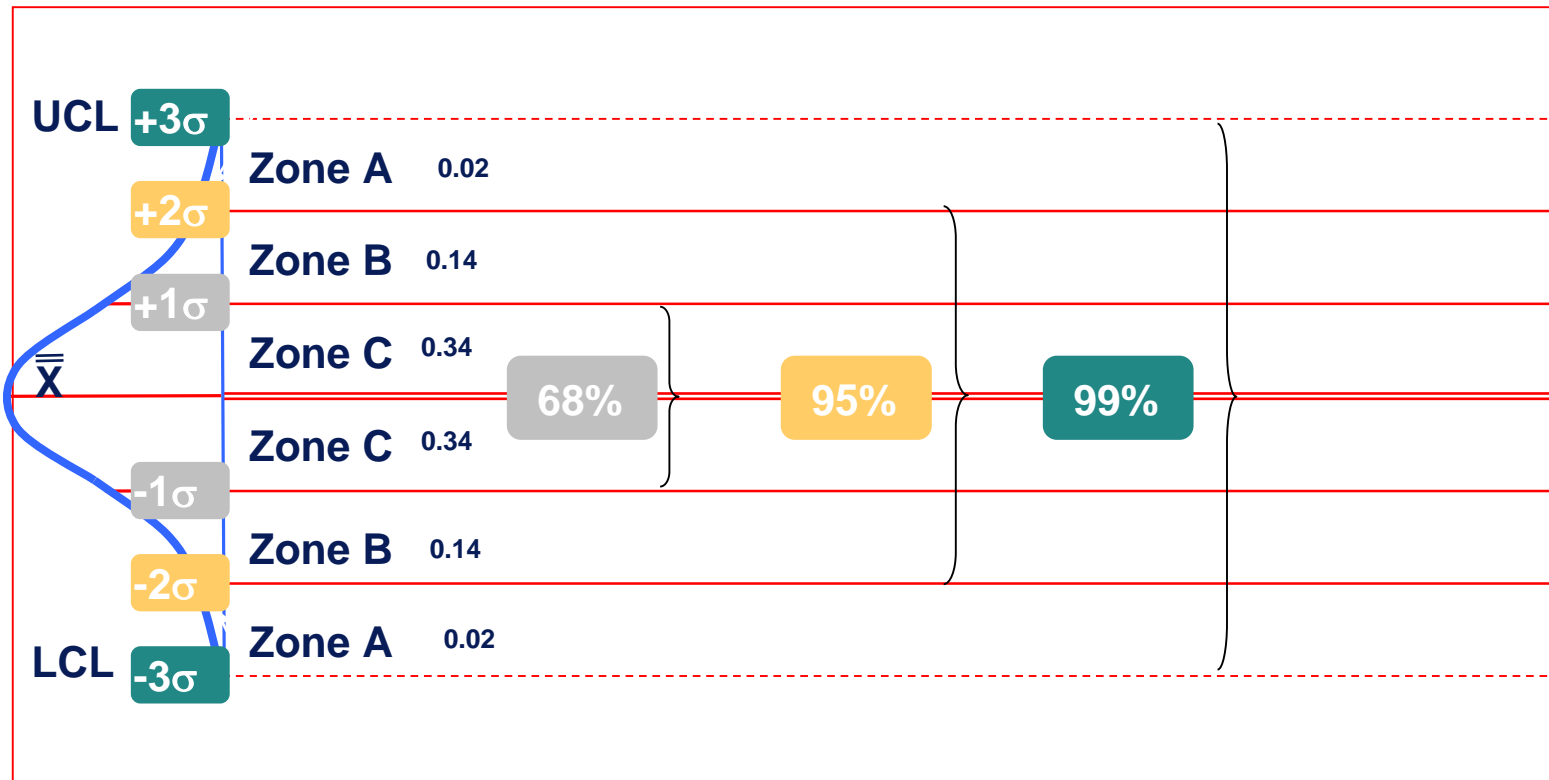 UCL +3σ
Zone A 0.02
+2σ
Zone B 0.14
+1σ
Zone C 0.34
X̿
68% 95% 99%
Zone C 0.34
-1σ
Zone B 0.14
-2σ
Zone A 0.02
LCL -3σ